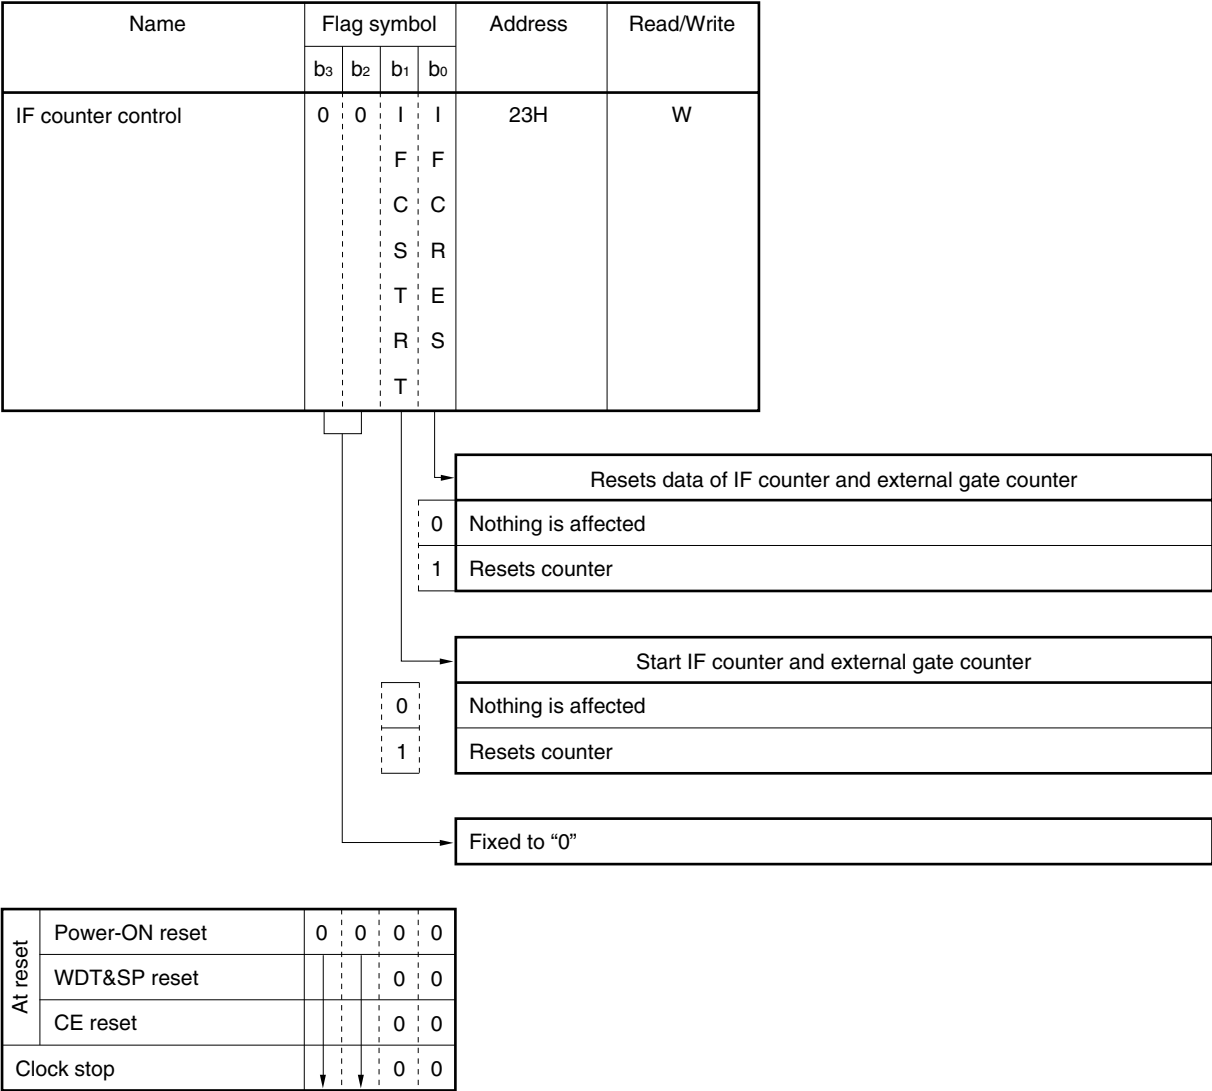 Name Flag symbol Address Read/Write
b3 b2 b1 b0
IF counter control 0 0 I I 23H W
F F
C C
S R
T E
R S
T
Resets data of IF counter and external gate counter
0 Nothing is affected
1 Resets counter
Start IF counter and external gate counter
0 Nothing is affected
1 Resets counter
Fixed to “0”
At reset
Power-ON reset 0 0 0 0
WDT&SP reset 0 0
CE reset 0 0
Clock stop 0 0